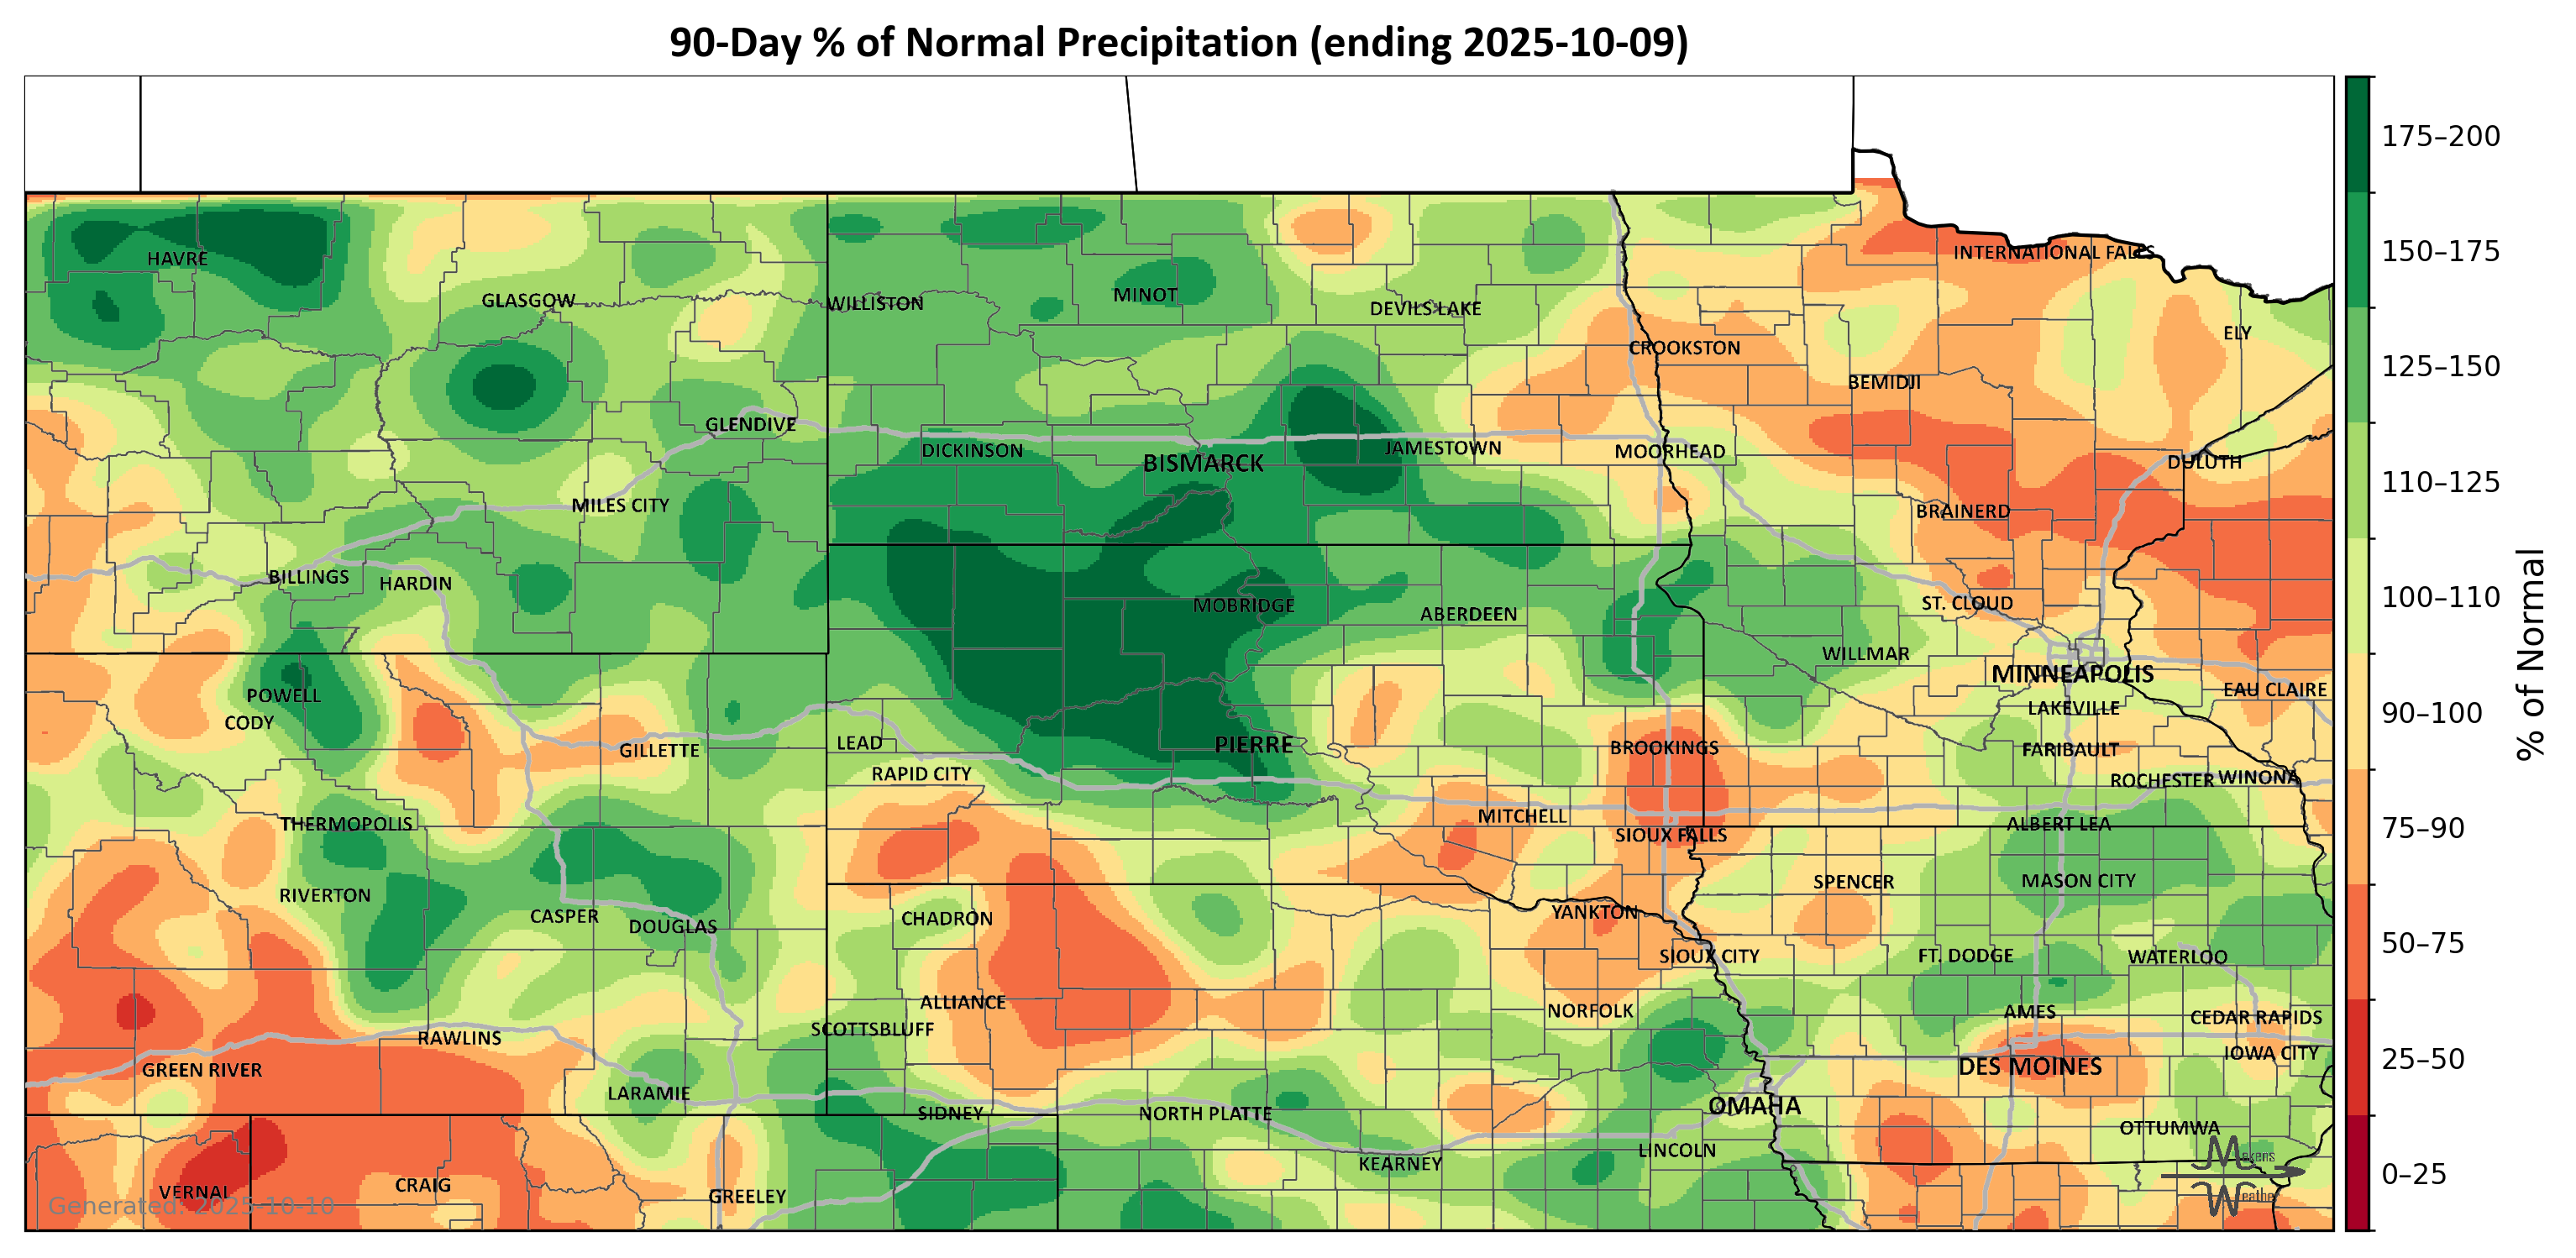 90-Day % of Normal Precipitation (ending 2025-10-09)
175–200
150–175
125–150
110–125
100–110
90–100
75–90
50–75
25–50
0–25
% of Normal
HAVRE
INTERNATIONAL FALLS
GLASGOW
WILLISTON
MINOT
DEVILS LAKE
ELY
CROOKSTON
BEMIDJI
GLENDIVE
DICKINSON
BISMARCK
JAMESTOWN
MOORHEAD
DULUTH
MILES CITY
BRAINERD
BILLINGS
HARDIN
MOBRIDGE
ABERDEEN
ST. CLOUD
WILLMAR
MINNEAPOLIS
POWELL
EAU CLAIRE
CODY
LAKEVILLE
GILLETTE
LEAD
PIERRE
BROOKINGS
FARIBAULT
RAPID CITY
ROCHESTER
WINONA
THERMOPOLIS
MITCHELL
SIOUX FALLS
ALBERT LEA
RIVERTON
SPENCER
MASON CITY
CASPER
DOUGLAS
CHADRON
YANKTON
SIOUX CITY
FT. DODGE
WATERLOO
ALLIANCE
NORFOLK
AMES
CEDAR RAPIDS
SCOTTSBLUFF
RAWLINS
IOWA CITY
GREEN RIVER
DES MOINES
LARAMIE
SIDNEY
NORTH PLATTE
OMAHA
OTTUMWA
LINCOLN
KEARNEY
VERNAL
CRAIG
GREELEY
Generated: 2025-10-10
Makens
Weather